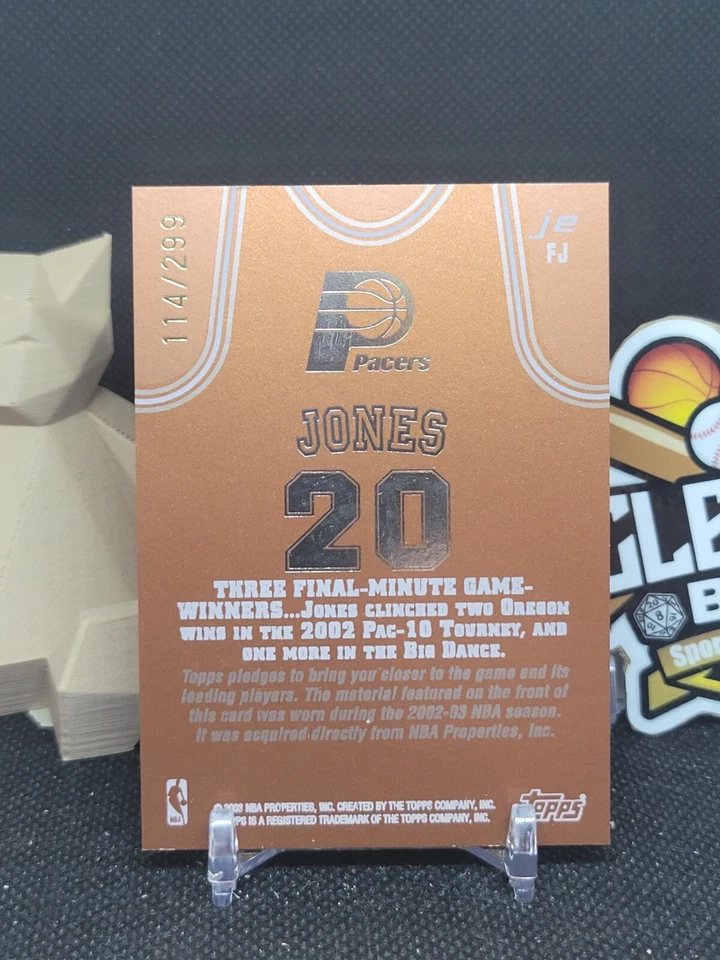 114/299
je
FJ
Pacers
JONES
20
THREE FINAL-MINUTE GAME-
WINNERS...JONES CLINCHED TWO OREGON
WINS IN THE 2002 PAC-10 TOURNEY, AND
ONE MORE IN THE BIG DANCE.
Topps pledges to bring you closer to the game and its
leading players. The material featured on the front of
this card was worn during the 2002-03 NBA season.
It was acquired directly from NBA Properties, Inc.
NBA
© 2003 NBA PROPERTIES, INC. CREATED BY THE TOPPS COMPANY, INC.
IS A REGISTERED TRADEMARK OF THE TOPPS COMPANY, INC.
TOPPS
B
Spor
20
8